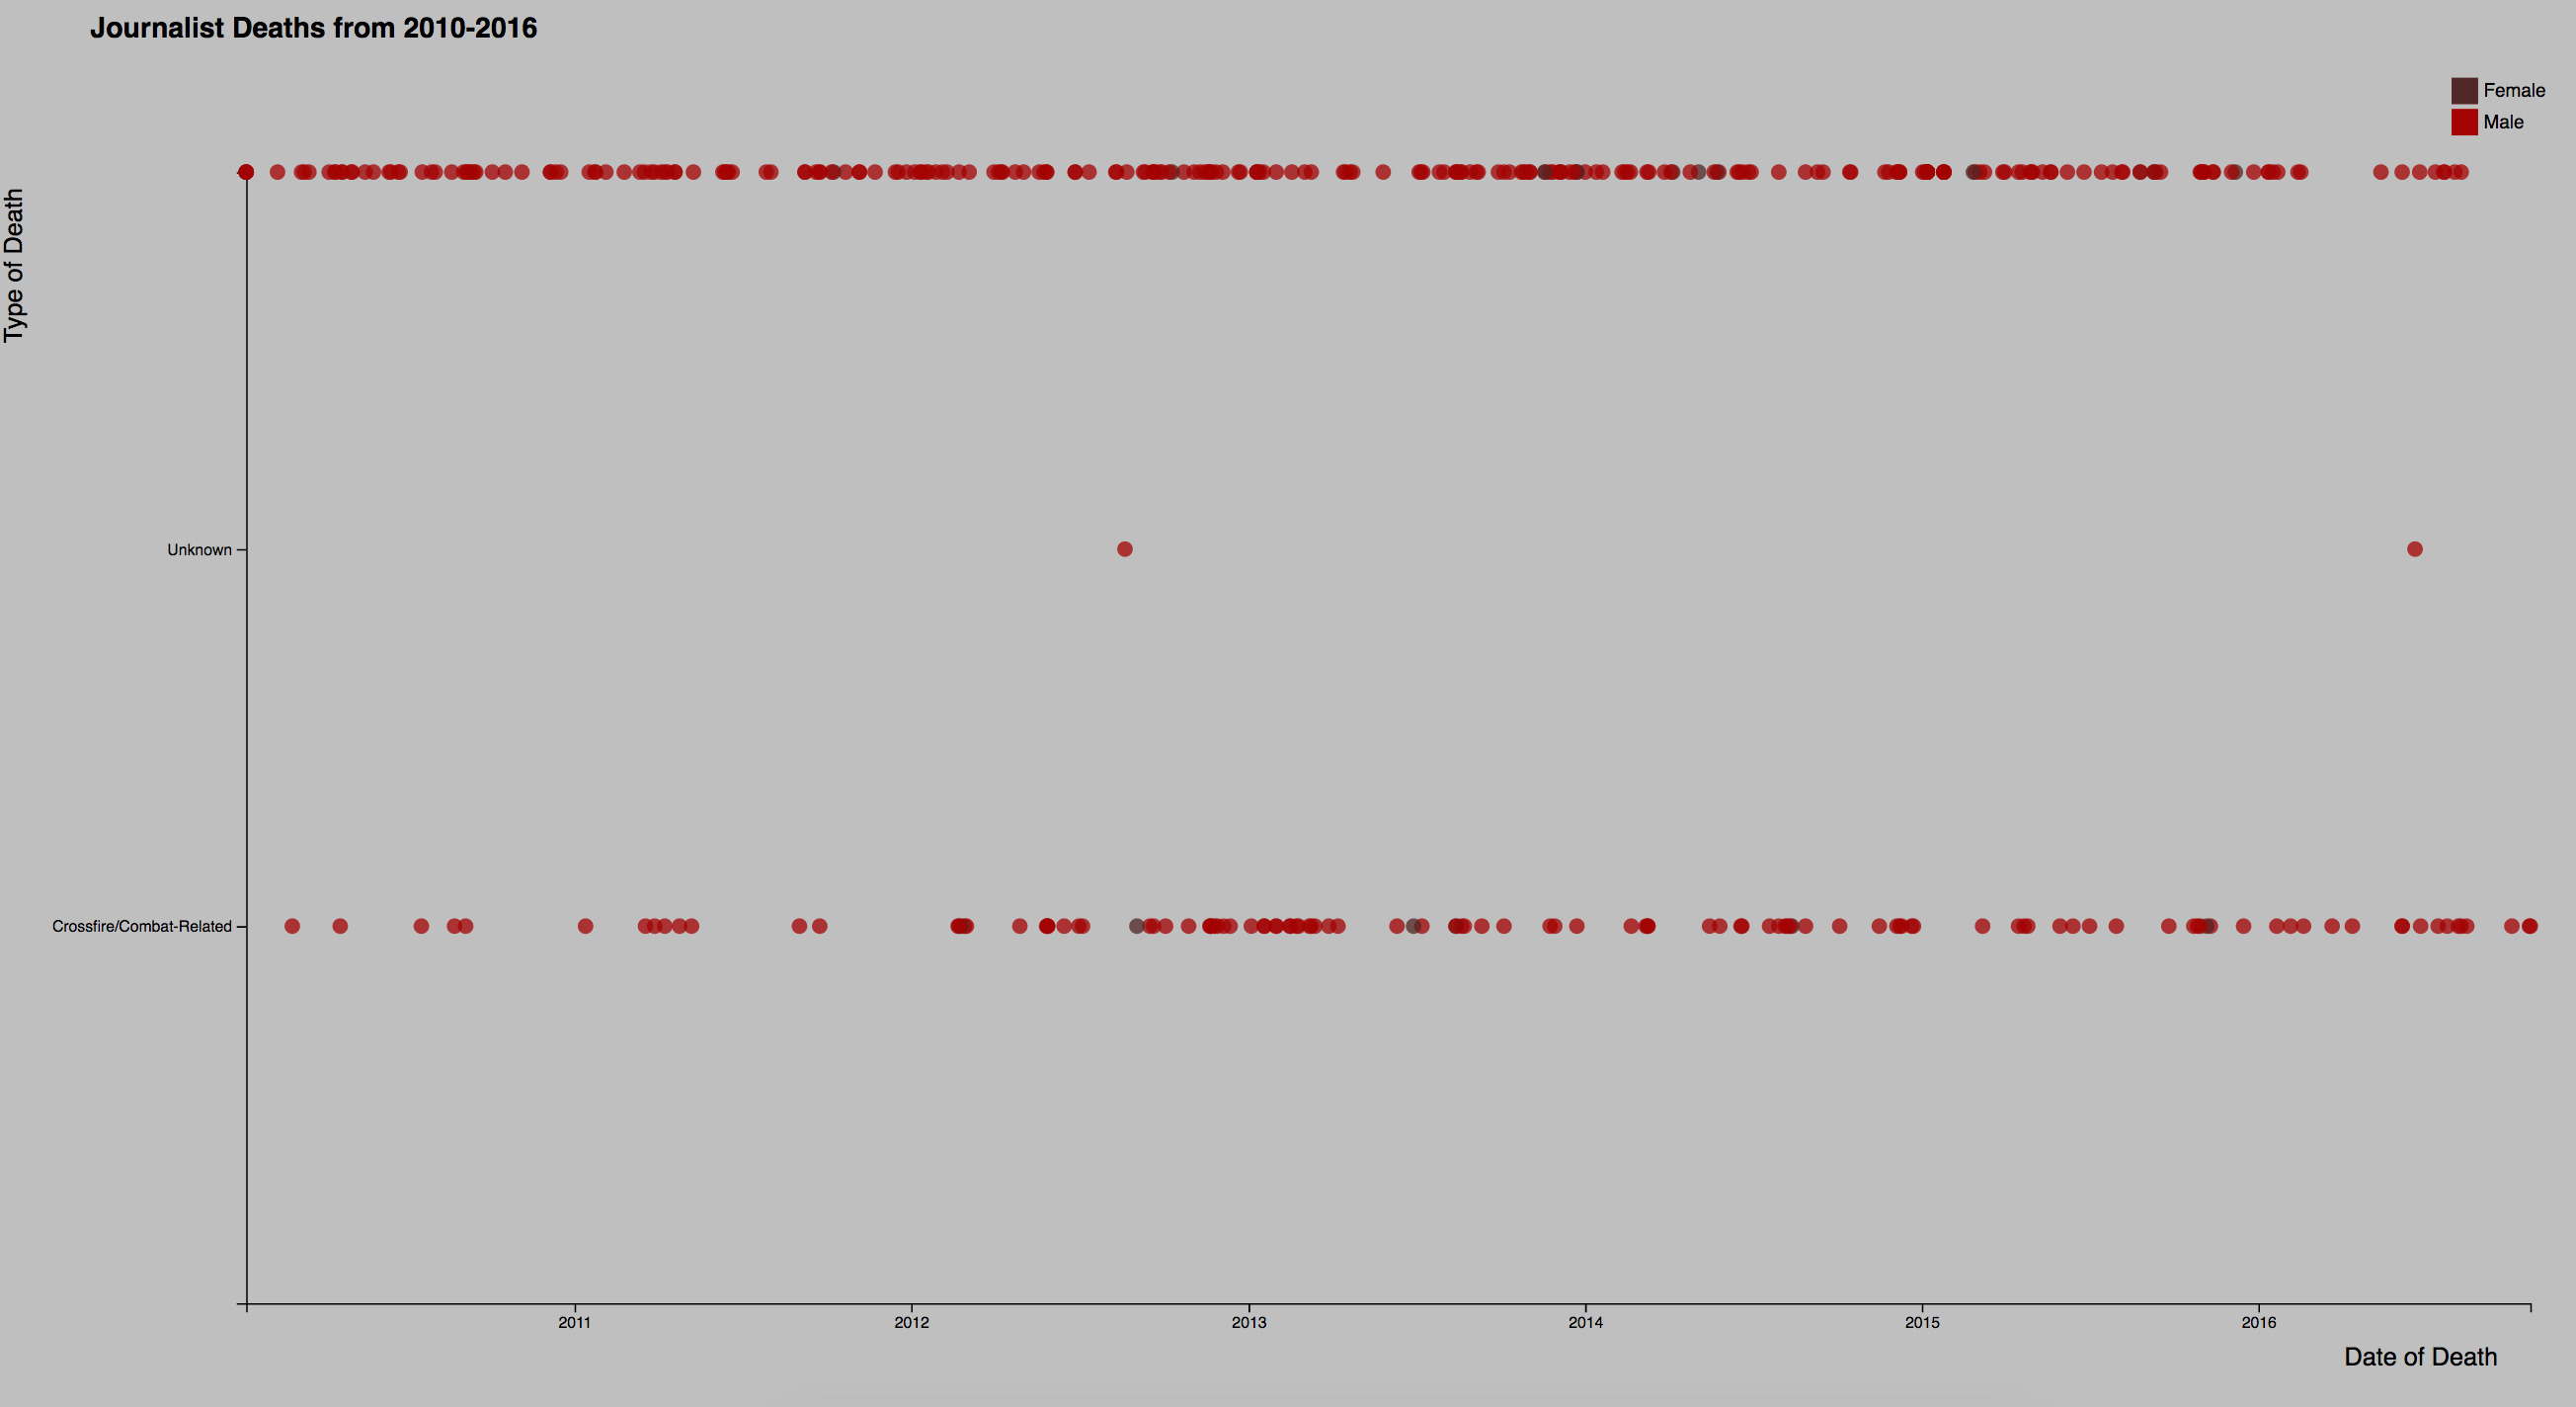 Journalist Deaths from 2010-2016
Female
Male
Type of Death
Unknown
Crossfire/Combat-Related
2011
2012
2013
2014
2015
2016
Date of Death